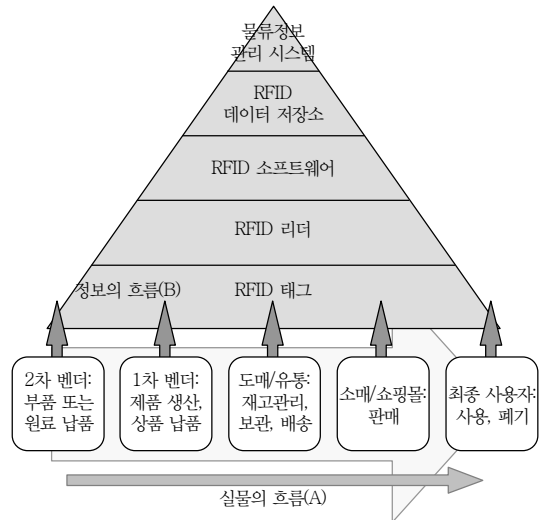 물류정보
관리 시스템
RFID
데이터 저장소
RFID 소프트웨어
RFID 리더
정보의 흐름(B)
RFID 태그
2차 벤더:
부품 또는
원료 납품
1차 벤더:
제품 생산,
상품 납품
도매/유통:
재고관리,
보관, 배송
소매/쇼핑몰:
판매
최종 사용자:
사용, 폐기
실물의 흐름(A)